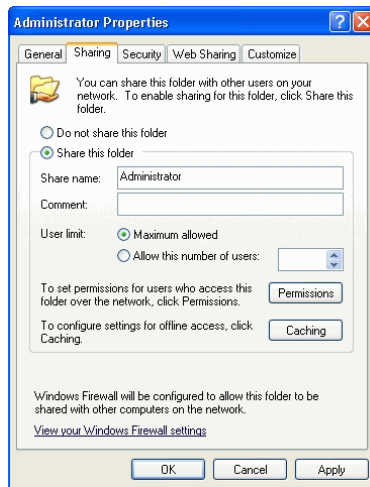 Administrator Properties
General Sharing Security Web Sharing Customize
You can share this folder with other users on your
network. To enable sharing for this folder, click Share this
folder.
Do not share this folder
Share this folder
Share name: Administrator
Comment:
User limit: Maximum allowed
Allow this number of users:
To set permissions for users who access this
folder over the network, click Permissions.
Permissions
To configure settings for offline access, click
Caching.
Caching
Windows Firewall will be configured to allow this folder to be
shared with other computers on the network.
View your Windows Firewall settings
OK Cancel Apply